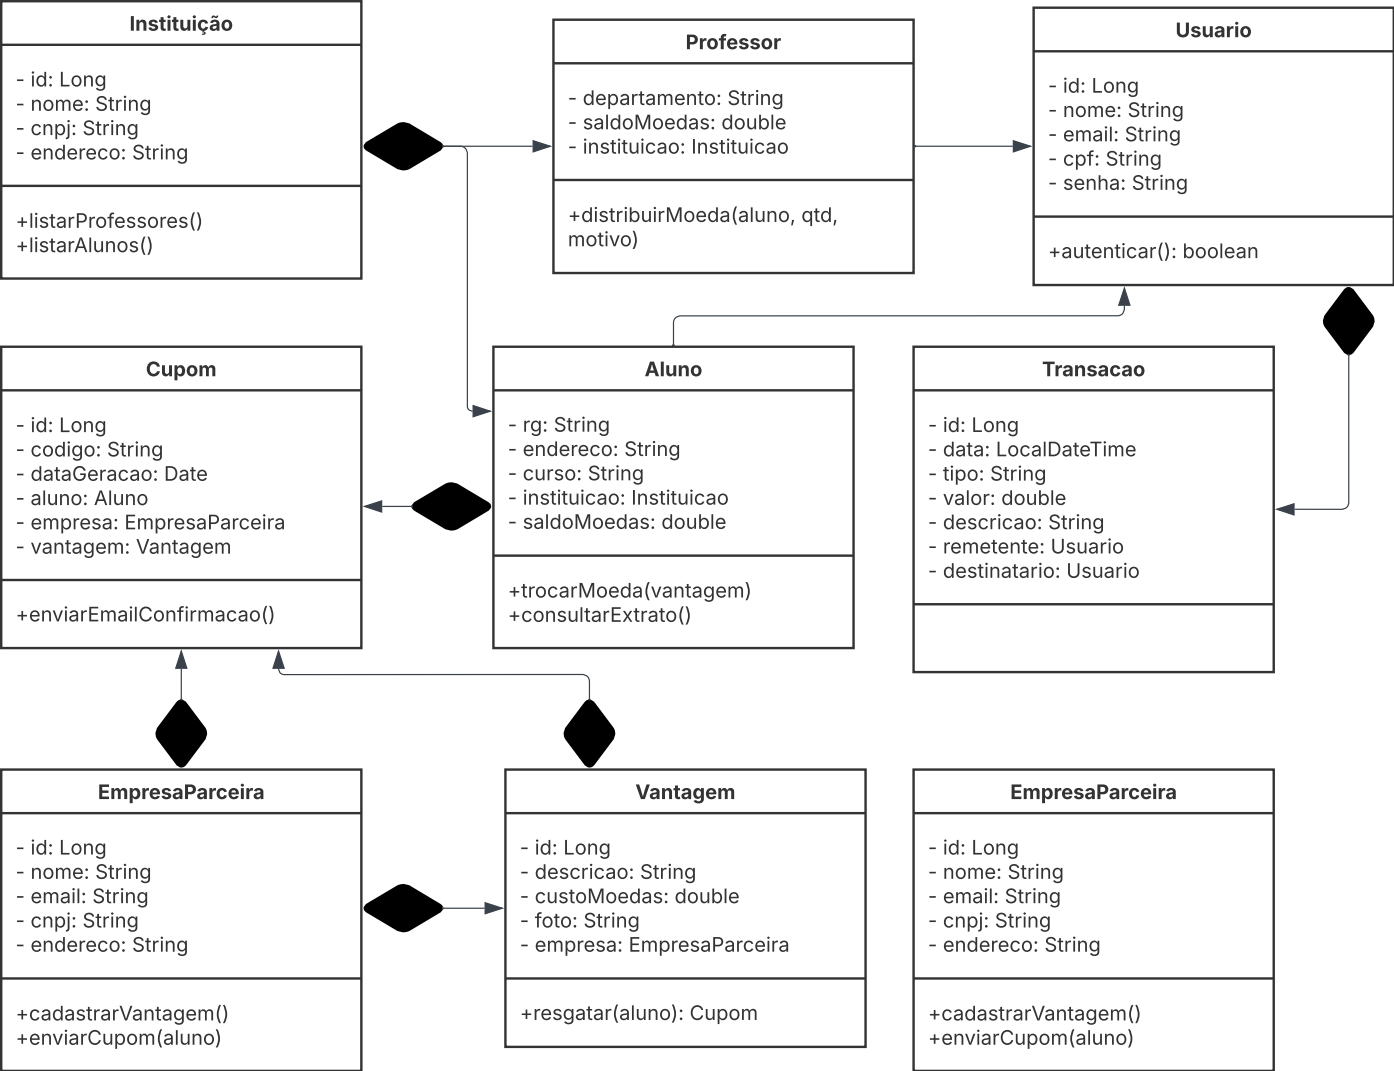 Instituição
- id: Long
- nome: String
- cnpj: String
- endereco: String
+listarProfessores()
+listarAlunos()
Professor
- departamento: String
- saldoMoedas: double
- instituicao: Instituicao
+distribuirMoeda(aluno, qtd,
motivo)
Usuario
- id: Long
- nome: String
- email: String
- cpf: String
- senha: String
+autenticar(): boolean
Cupom
- id: Long
- codigo: String
- dataGeracao: Date
- aluno: Aluno
- empresa: EmpresaParceira
- vantagem: Vantagem
+enviarEmailConfirmacao()
Aluno
- rg: String
- endereco: String
- curso: String
- instituicao: Instituicao
- saldoMoedas: double
+trocarMoeda(vantagem)
+consultarExtrato()
Transacao
- id: Long
- data: LocalDateTime
- tipo: String
- valor: double
- descricao: String
- remetente: Usuario
- destinatario: Usuario
EmpresaParceira
- id: Long
- nome: String
- email: String
- cnpj: String
- endereco: String
+cadastrarVantagem()
+enviarCupom(aluno)
Vantagem
- id: Long
- descricao: String
- custoMoedas: double
- foto: String
- empresa: EmpresaParceira
+resgatar(aluno): Cupom
EmpresaParceira
- id: Long
- nome: String
- email: String
- cnpj: String
- endereco: String
+cadastrarVantagem()
+enviarCupom(aluno)